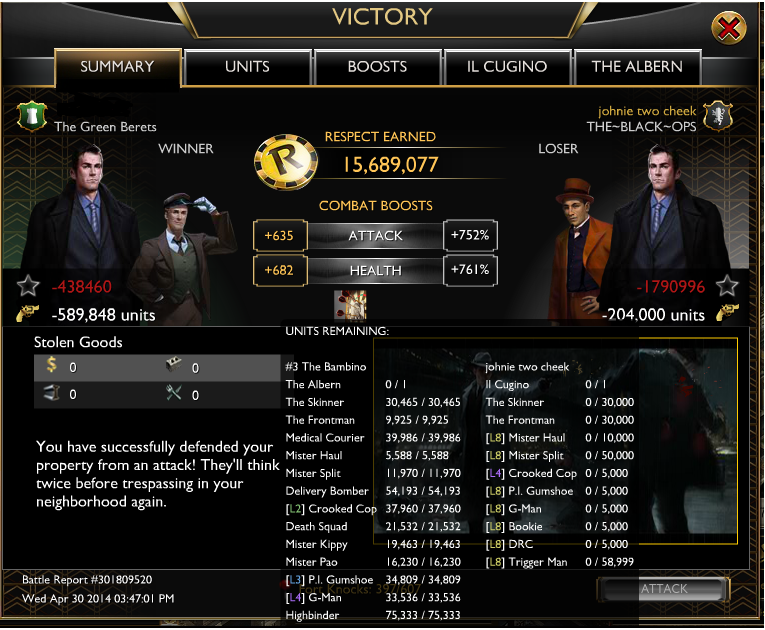 VICTORY
SUMMARY
UNITS
BOOSTS
IL CUGINO
THE ALBERN
The Green Berets
johnie two cheek
THE~BLACK~OPS
WINNER
LOSER
RESPECT EARNED
R 15,689,077
COMBAT BOOSTS
+635 ATTACK +752%
+682 HEALTH +761%
-438460
-589,848 units
-1790996
-204,000 units
Stolen Goods
$ 0 0
0 0
You have successfully defended your
property from an attack! They'll think
twice before trespassing in your
neighborhood again.
UNITS REMAINING:
#3 The Bambino johnie two cheek
The Albern 0 / 1 Il Cugino 0 / 1
The Skinner 30,465 / 30,465 The Skinner 0 / 30,000
The Frontman 9,925 / 9,925 The Frontman 0 / 30,000
Medical Courier 39,986 / 39,986 [L8] Mister Haul 0 / 10,000
Mister Haul 5,588 / 5,588 [L8] Mister Split 0 / 50,000
Mister Split 11,970 / 11,970 [L4] Crooked Cop 0 / 5,000
Delivery Bomber 54,193 / 54,193 [L8] P.I. Gumshoe 0 / 5,000
[L2] Crooked Cop 37,960 / 37,960 [L8] G-Man 0 / 5,000
Death Squad 21,532 / 21,532 [L8] Bookie 0 / 5,000
Mister Kippy 19,463 / 19,463 [L8] DRC 0 / 5,000
Mister Pao 16,230 / 16,230 [L8] Trigger Man 0 / 58,999
[L3] P.I. Gumshoe 34,809 / 34,809
Fort Knocks: 397/607
[L4] G-Man 33,536 / 33,536
Highbinder 75,333 / 75,333
Battle Report #301809520
Wed Apr 30 2014 03:47:01 PM
ATTACK